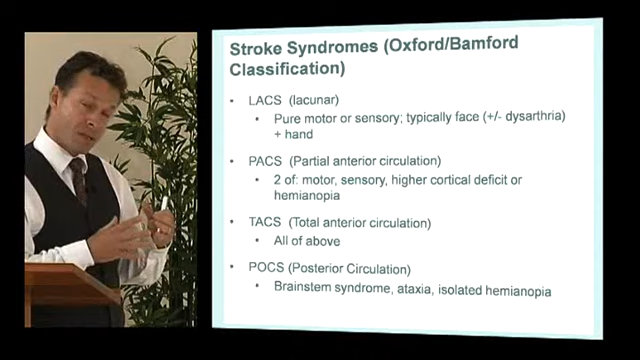 Stroke Syndromes (Oxford/Bamford
Classification)
• LACS (lacunar)
• Pure motor or sensory; typically face (+/- dysarthria)
+ hand
• PACS (Partial anterior circulation)
• 2 of: motor, sensory, higher cortical deficit or
hemianopia
• TACS (Total anterior circulation)
• All of above
• POCS (Posterior Circulation)
• Brainstem syndrome, ataxia, isolated hemianopia